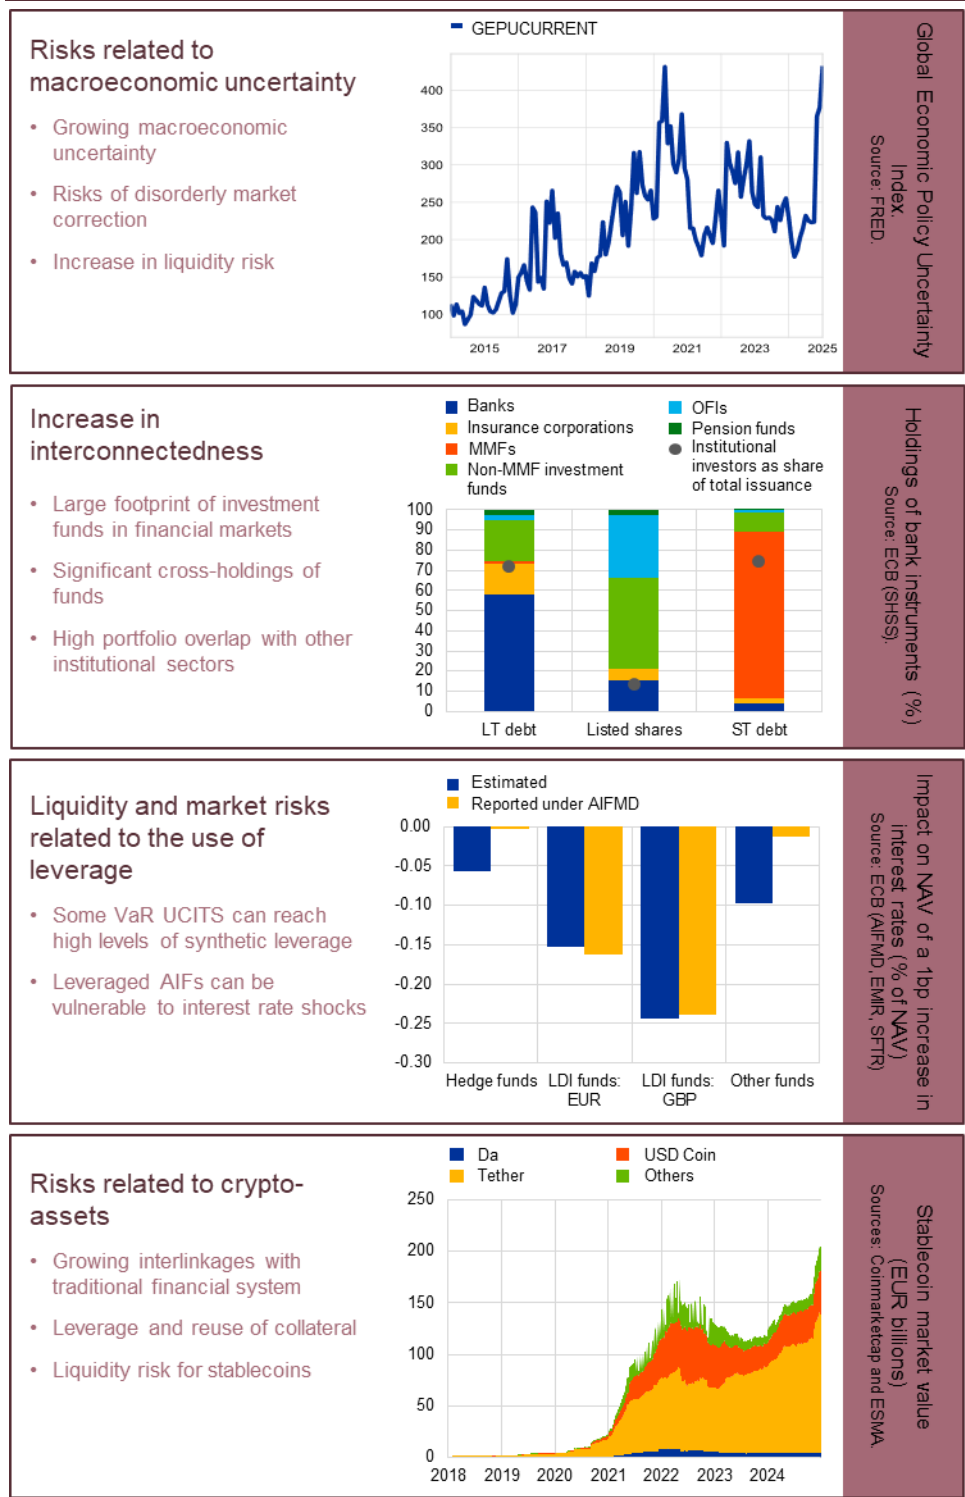 Risks related to
macroeconomic uncertainty
• Growing macroeconomic
uncertainty
• Risks of disorderly market
correction
• Increase in liquidity risk
GEPUCURRENT
400
350
300
250
200
150
100
2015 2017 2019 2021 2023 2025
Global Economic Policy Uncertainty
Index.
Source: FRED.
Increase in
interconnectedness
• Large footprint of investment
funds in financial markets
• Significant cross-holdings of
funds
• High portfolio overlap with other
institutional sectors
Banks
Insurance corporations
MMFs
Non-MMF investment
funds
OFIs
Pension funds
Institutional
investors as share
of total issuance
100
90
80
70
60
50
40
30
20
10
0
LT debt Listed shares ST debt
Holdings of bank instruments (%)
Source: ECB (SHSS).
Liquidity and market risks
related to the use of
leverage
• Some VaR UCITS can reach
high levels of synthetic leverage
• Leveraged AIFs can be
vulnerable to interest rate shocks
Estimated
Reported under AIFMD
0.00
-0.05
-0.10
-0.15
-0.20
-0.25
-0.30
Hedge funds LDI funds: LDI funds: Other funds
EUR GBP
Impact on NAV of a 1bp increase in
interest rates (% of NAV)
Source: ECB (AIFMD, EMIR, SFTR)
Risks related to crypto-
assets
• Growing interlinkages with
traditional financial system
• Leverage and reuse of collateral
• Liquidity risk for stablecoins
Da USD Coin
Tether Others
250
200
150
100
50
0
2018 2019 2020 2021 2022 2023 2024
Stablecoin market value
(EUR billions)
Sources: Coinmarketcap and ESMA.